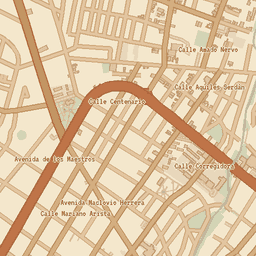 Calle Amado Nervo
Calle Aquiles Serdán
Calle Centenario
Avenida de los Maestros
Calle Corregidora
Avenida Maclovio Herrera
Calle Mariano Arista